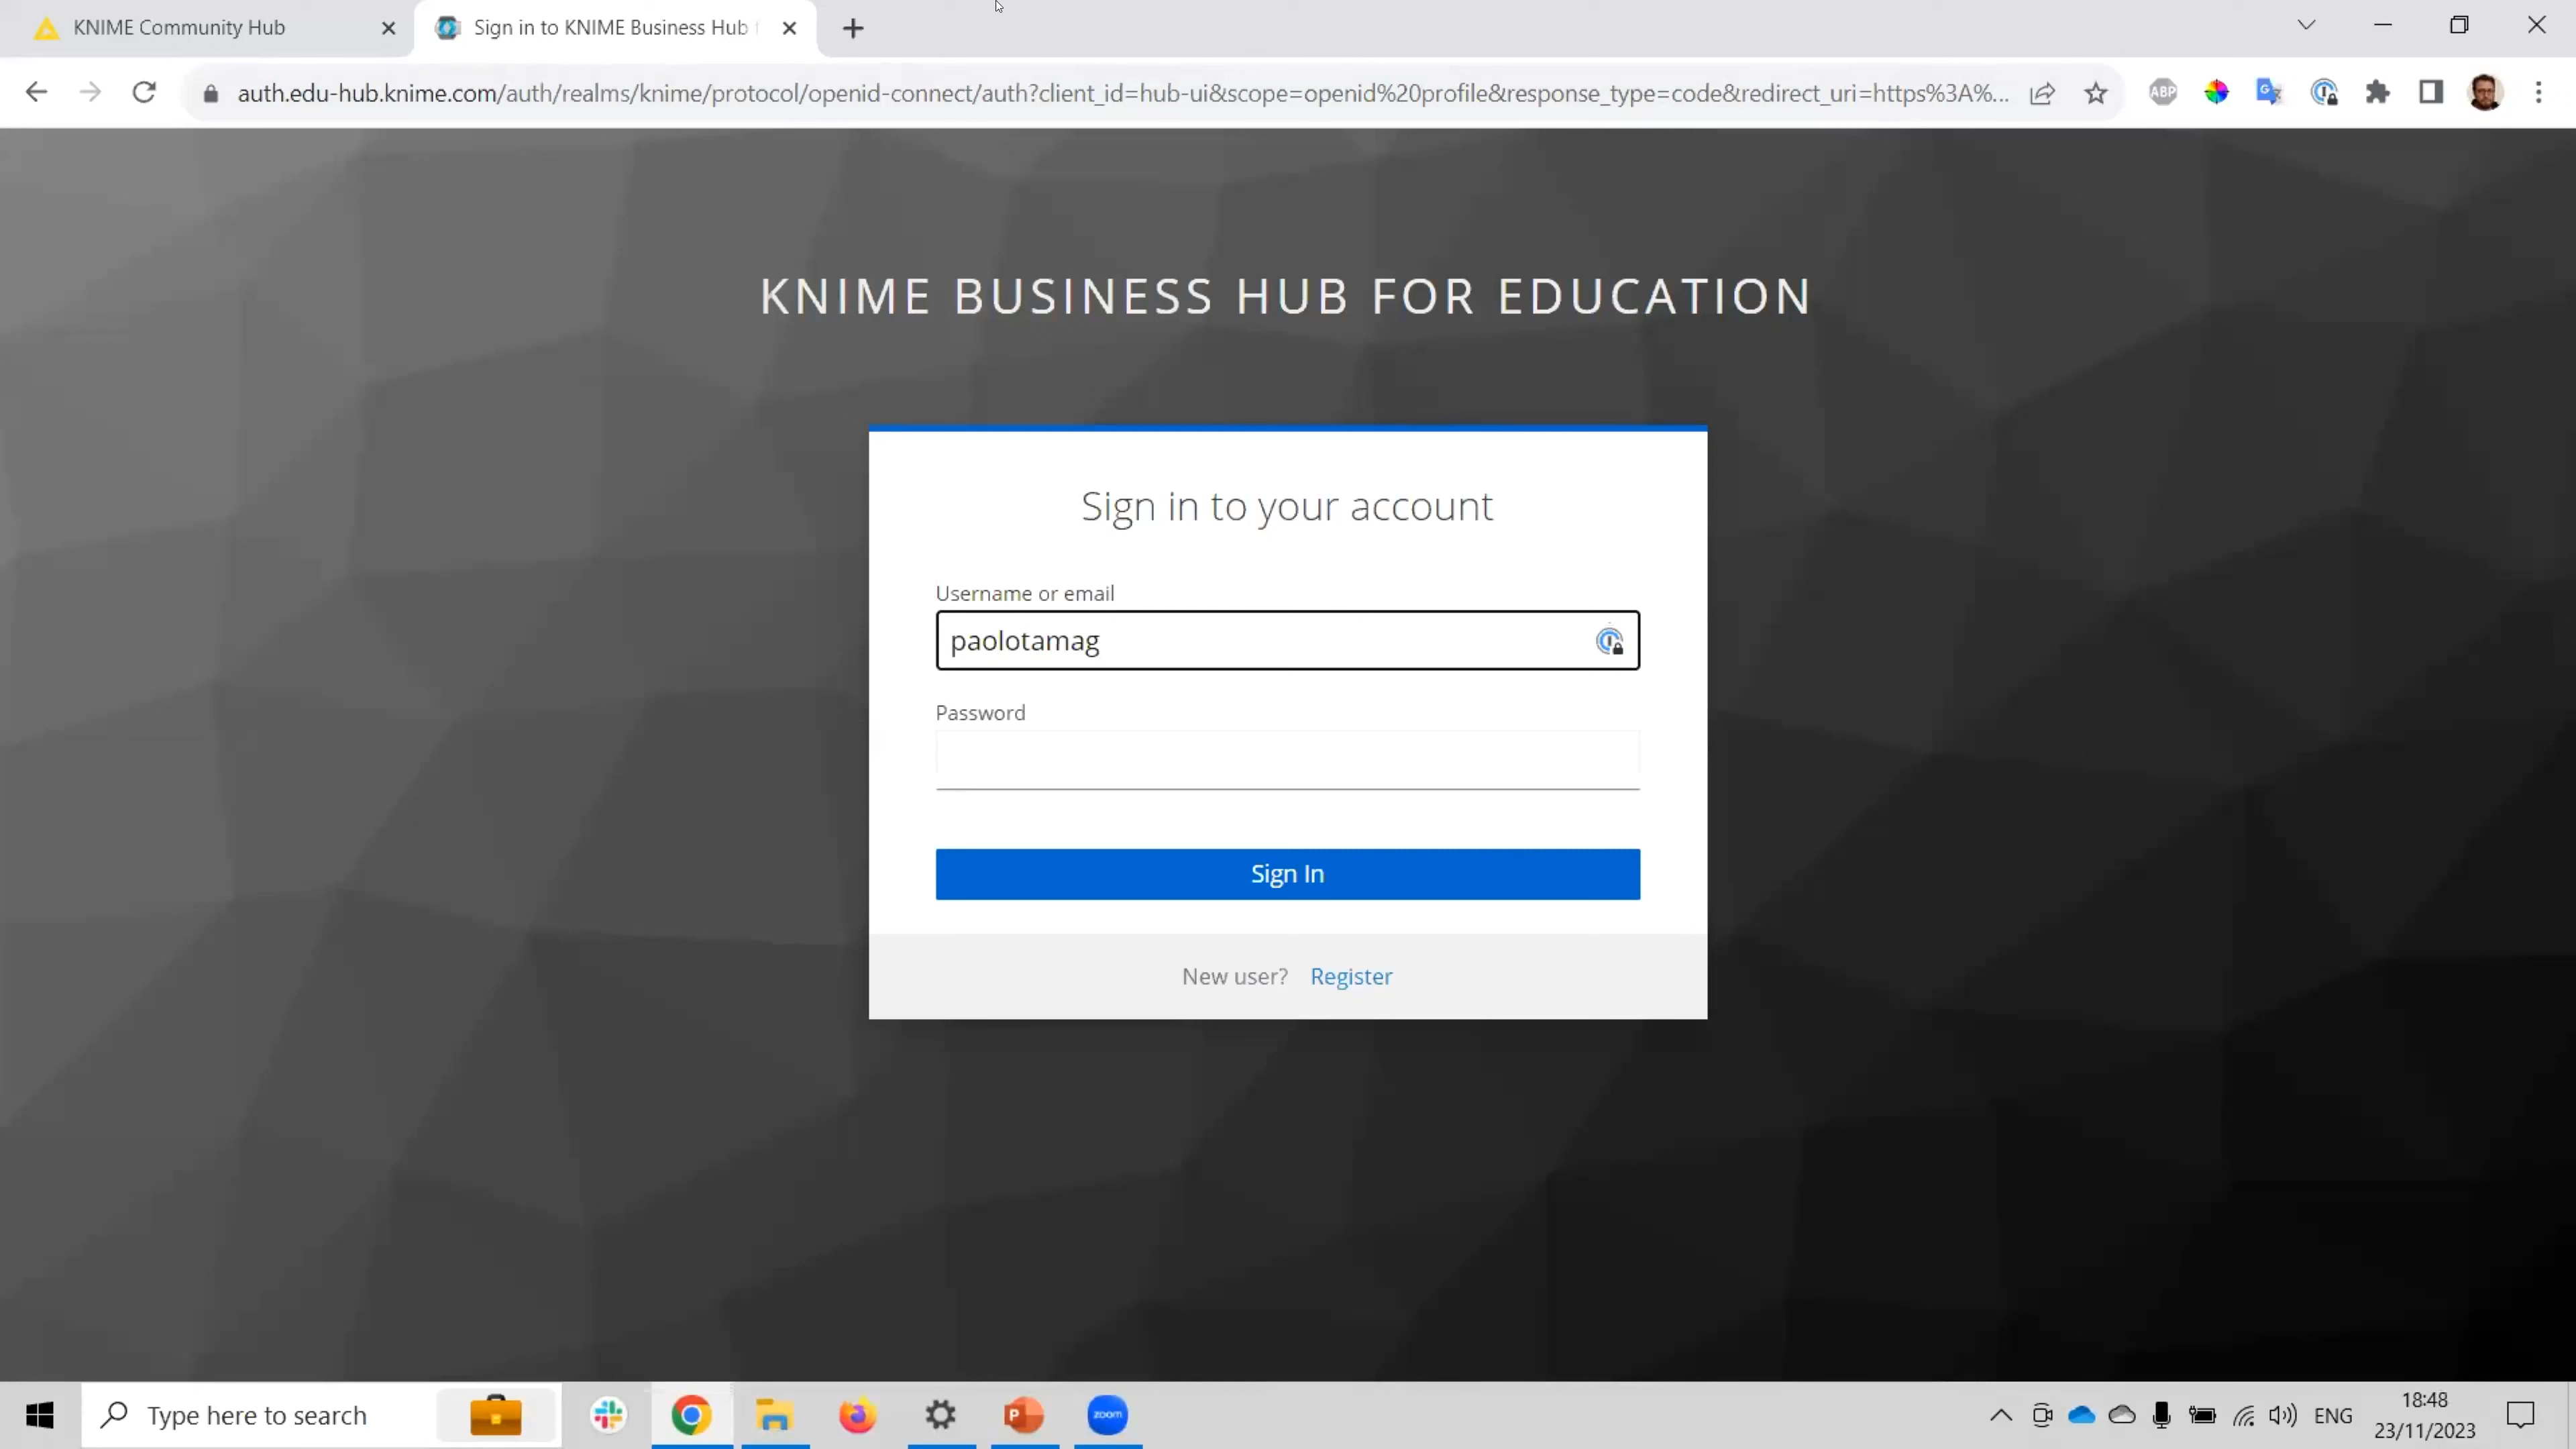 KNIME Community Hub
Sign in to KNIME Business Hub
auth.edu-hub.knime.com/auth/realms/knime/protocol/openid-connect/auth?client_id=hub-ui&scope=openid%20profile&response_type=code&redirect_uri=https%3A%...
ABP
KNIME BUSINESS HUB FOR EDUCATION
Sign in to your account
Username or email
paolotamag
Password
Sign In
New user? Register
Type here to search
zoom
ENG
18:48
23/11/2023